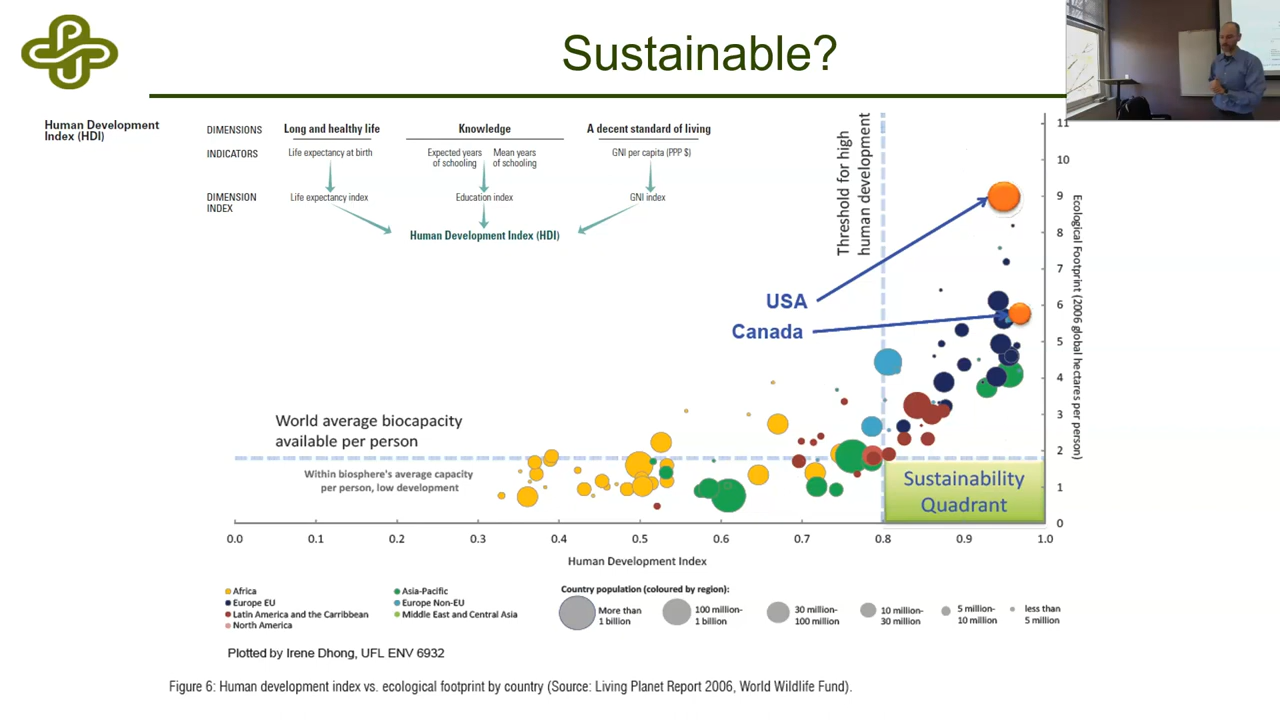 Sustainable?
Human Development
Index (HDI)
DIMENSIONS
Long and healthy life
Knowledge
A decent standard of living
INDICATORS
Life expectancy at birth
Expected years
of schooling
Mean years
of schooling
GNI per capita (PPP $)
DIMENSION
INDEX
Life expectancy index
Education index
GNI index
Human Development Index (HDI)
Threshold for high
human development
USA
Canada
World average biocapacity
available per person
Within biosphere's average capacity
per person, low development
Sustainability
Quadrant
11
10
9
8
7
6
5
4
3
2
1
0
Ecological Footprint (2006 global hectares per person)
0.0 0.1 0.2 0.3 0.4 0.5 0.6 0.7 0.8 0.9 1.0
Human Development Index
Africa
Europe EU
Latin America and the Carribbean
North America
Asia-Pacific
Europe Non-EU
Middle East and Central Asia
Country population (coloured by region):
More than
1 billion
100 million-
1 billion
30 million-
100 million
10 million-
30 million
5 million-
10 million
less than
5 million
Plotted by Irene Dhong, UFL ENV 6932
Figure 6: Human development index vs. ecological footprint by country (Source: Living Planet Report 2006, World Wildlife Fund).